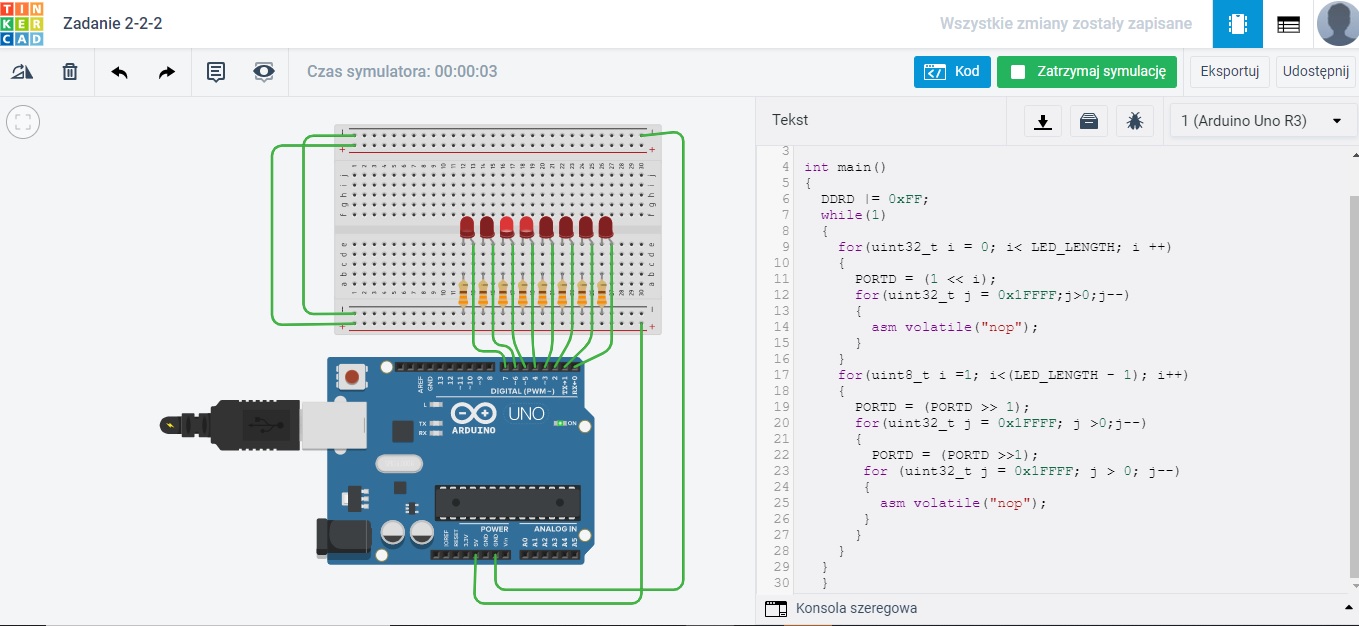 TIN
KER
CAD
Zadanie 2-2-2
Wszystkie zmiany zostały zapisane
Czas symulatora: 00:00:03
Kod
Zatrzymaj symulację
Eksportuj
Udostępnij
Tekst
1 (Arduino Uno R3)
3
4 int main()
5 {
6 DDRD |= 0xFF;
7 while(1)
8 {
9 for(uint32_t i = 0; i< LED_LENGTH; i ++)
10 {
11 PORTD = (1 << i);
12 for(uint32_t j = 0x1FFFF;j>0;j--)
13 {
14 asm volatile("nop");
15 }
16 }
17 for(uint8_t i =1; i<(LED_LENGTH - 1); i++)
18 {
19 PORTD = (PORTD >> 1);
20 for(uint32_t j = 0x1FFFF; j >0;j--)
21 {
22 PORTD = (PORTD >>1);
23 for (uint32_t j = 0x1FFFF; j > 0; j--)
24 {
25 asm volatile("nop");
26 }
27 }
28 }
29 }
30 }
Konsola szeregowa
AREF
GND
13
12
~11
~10
~9
8
7
~6
~5
4
~3
2
TX→1
RX←0
DIGITAL (PWM~)
L
TX
RX
UNO
ARDUINO
ON
POWER
ANALOG IN
IOREF
RESET
3.3V
5V
GND
GND
Vin
A0
A1
A2
A3
A4
A5